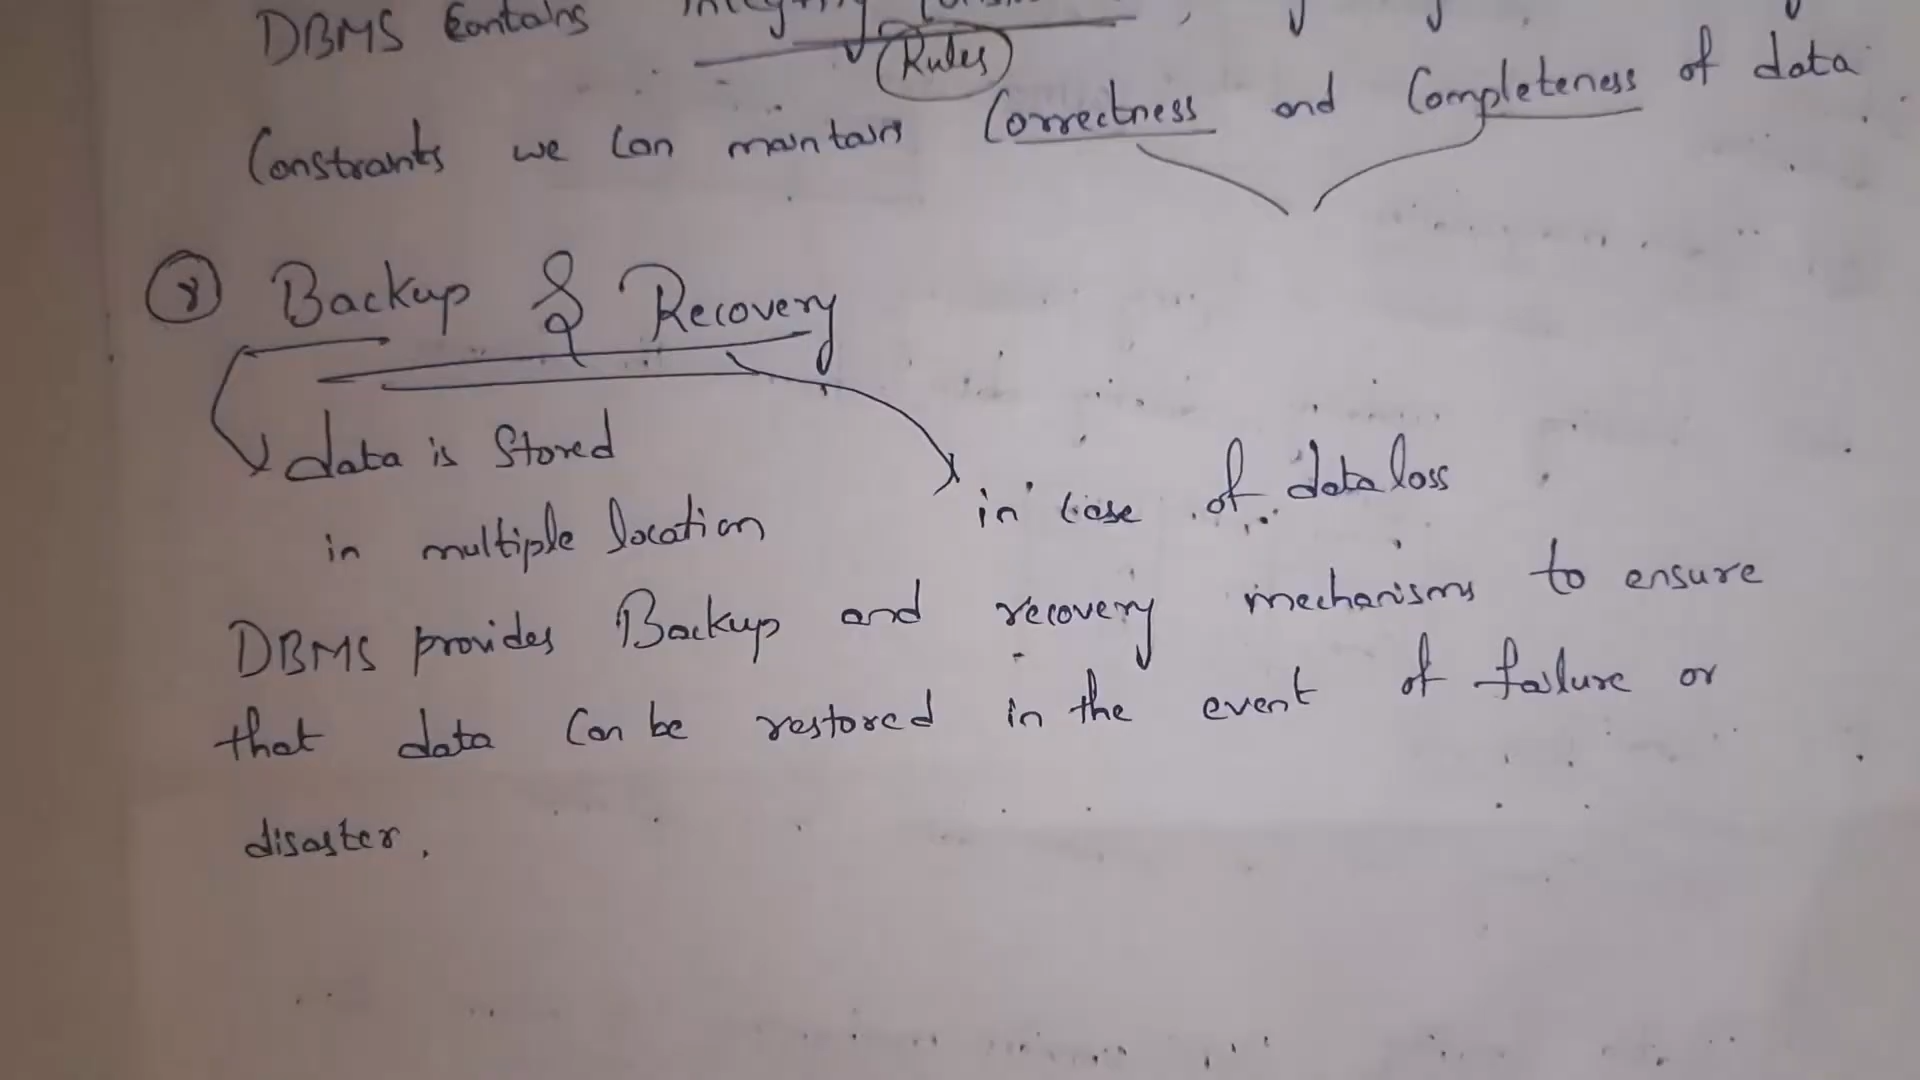 DBMS Contains Integrity
Rules
Constraints we Can maintain Correctness and Completeness of data
8 Backup & Recovery
data is Stored
in multiple location
in case of data loss
DBMS provides Backup and recovery mechanisms to ensure
that data Can be restored in the event of failure or
disaster.